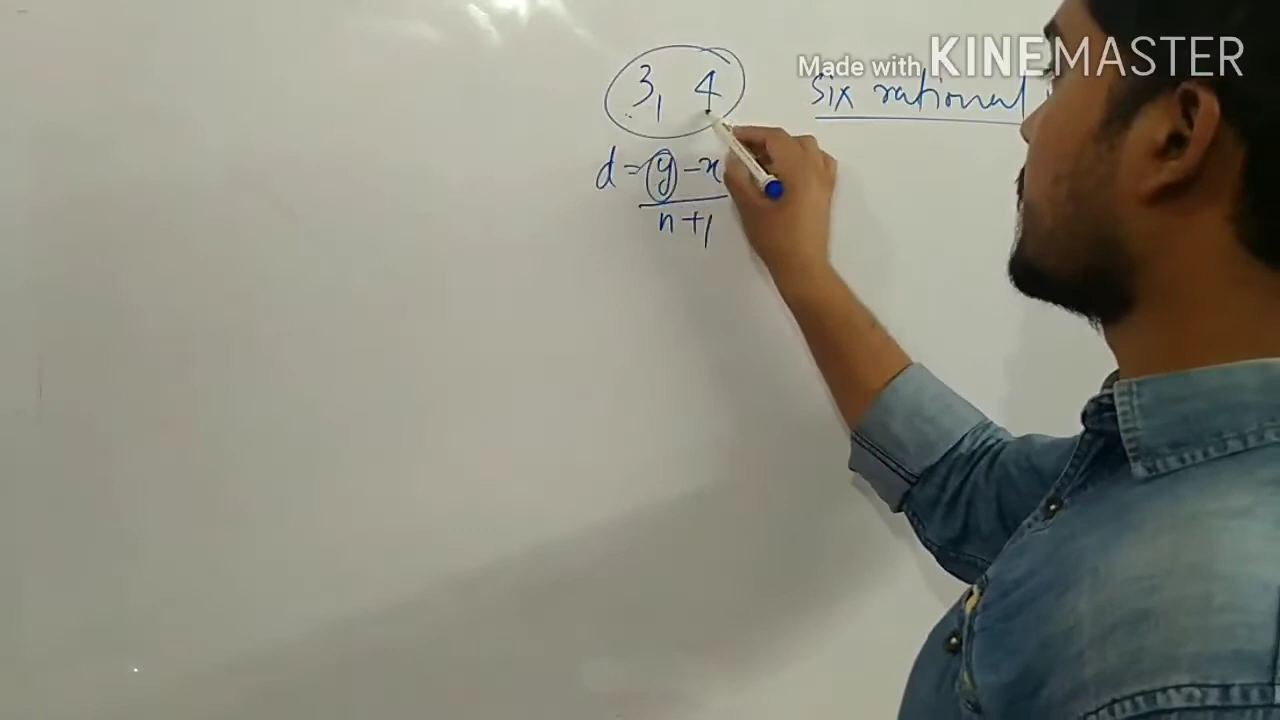 Made with KINEMASTER
3, 4
Six rational
d = y - x
n + 1